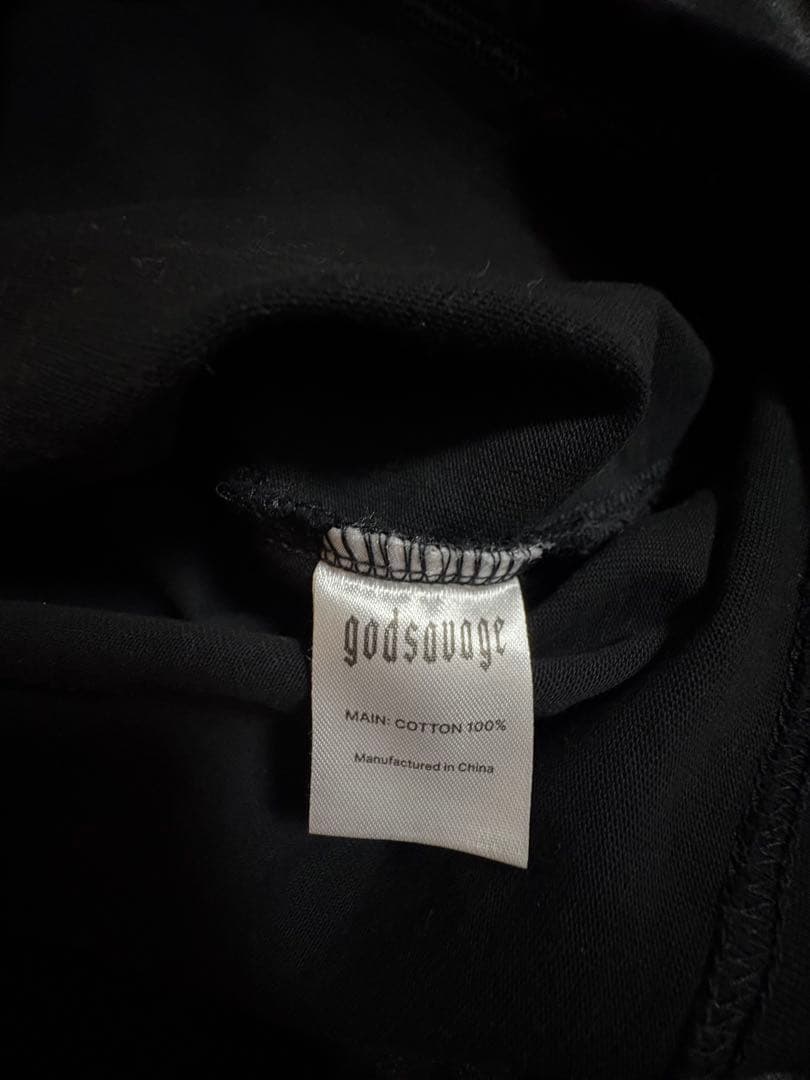 godsavage
MAIN: COTTON 100%
Manufactured in China